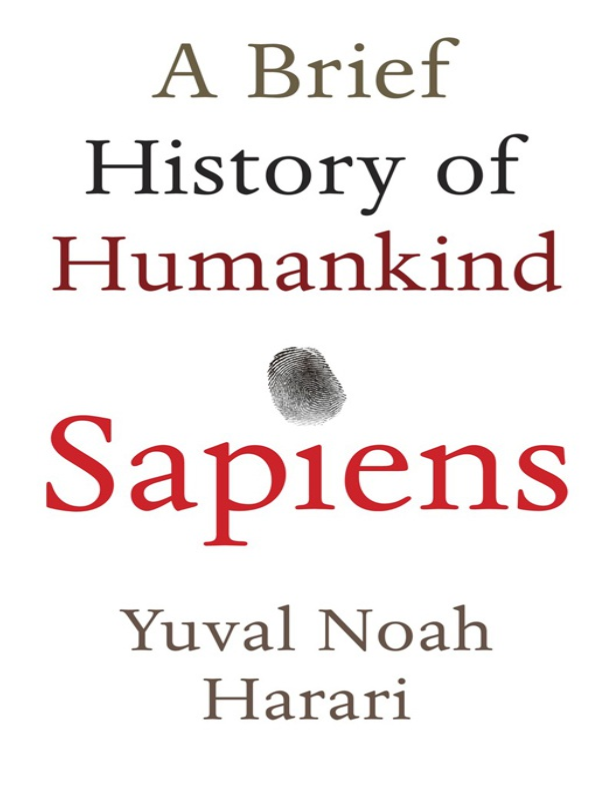 A Brief
History of
Humankind
Sapiens
Yuval Noah
Harari